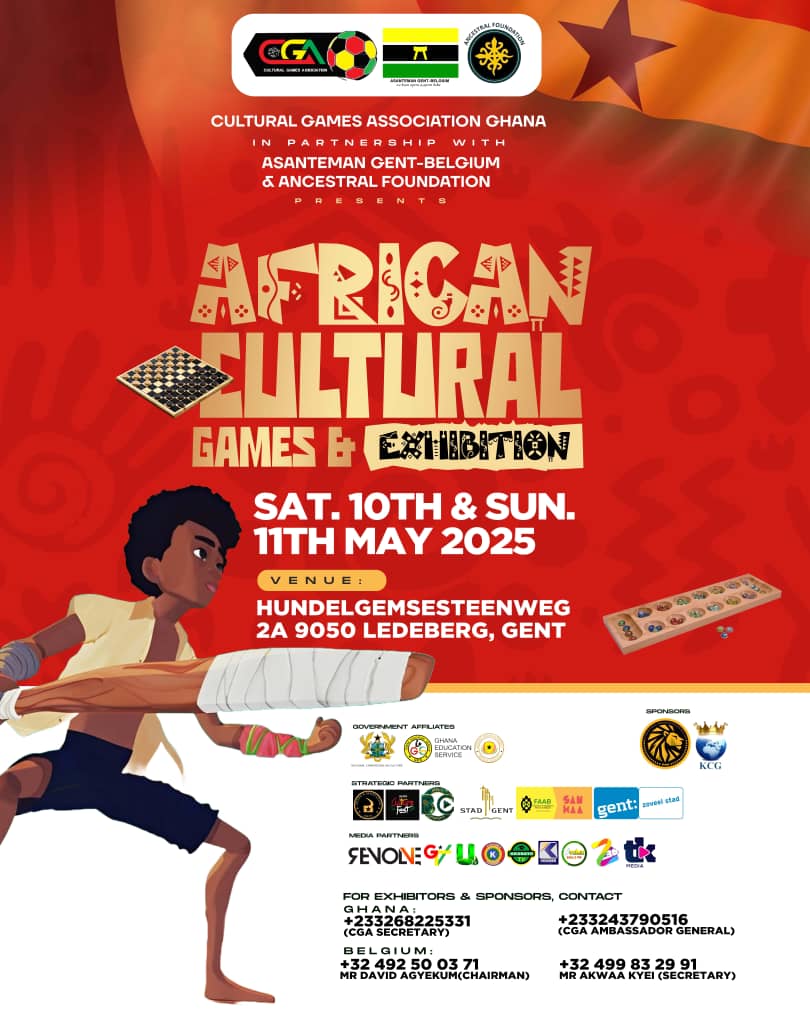 CGA
CULTURAL GAMES ASSOCIATION
ASANTEMAN GENT-BELGIUM
ANCESTRAL FOUNDATION
CULTURAL GAMES ASSOCIATION GHANA
IN PARTNERSHIP WITH
ASANTEMAN GENT-BELGIUM
& ANCESTRAL FOUNDATION
PRESENTS
AFRICAN
CULTURAL
GAMES & EXHIBITION
SAT. 10TH & SUN.
11TH MAY 2025
VENUE:
HUNDELGEMSESTEENWEG
2A 9050 LEDEBERG, GENT
GOVERNMENT AFFILIATES
GHANA
EDUCATION
SERVICE
SPONSORS
KCG
STRATEGIC PARTNERS
STAD GENT
FAAB
SAN
MAA
gent:
zoveel stad
MEDIA PARTNERS
REVOLVE
tk
MEDIA
FOR EXHIBITORS & SPONSORS, CONTACT
GHANA:
+233268225331
(CGA SECRETARY)
+233243790516
(CGA AMBASSADOR GENERAL)
BELGIUM:
+32 492 50 03 71
MR DAVID AGYEKUM(CHAIRMAN)
+32 499 83 29 91
MR AKWAA KYEI (SECRETARY)